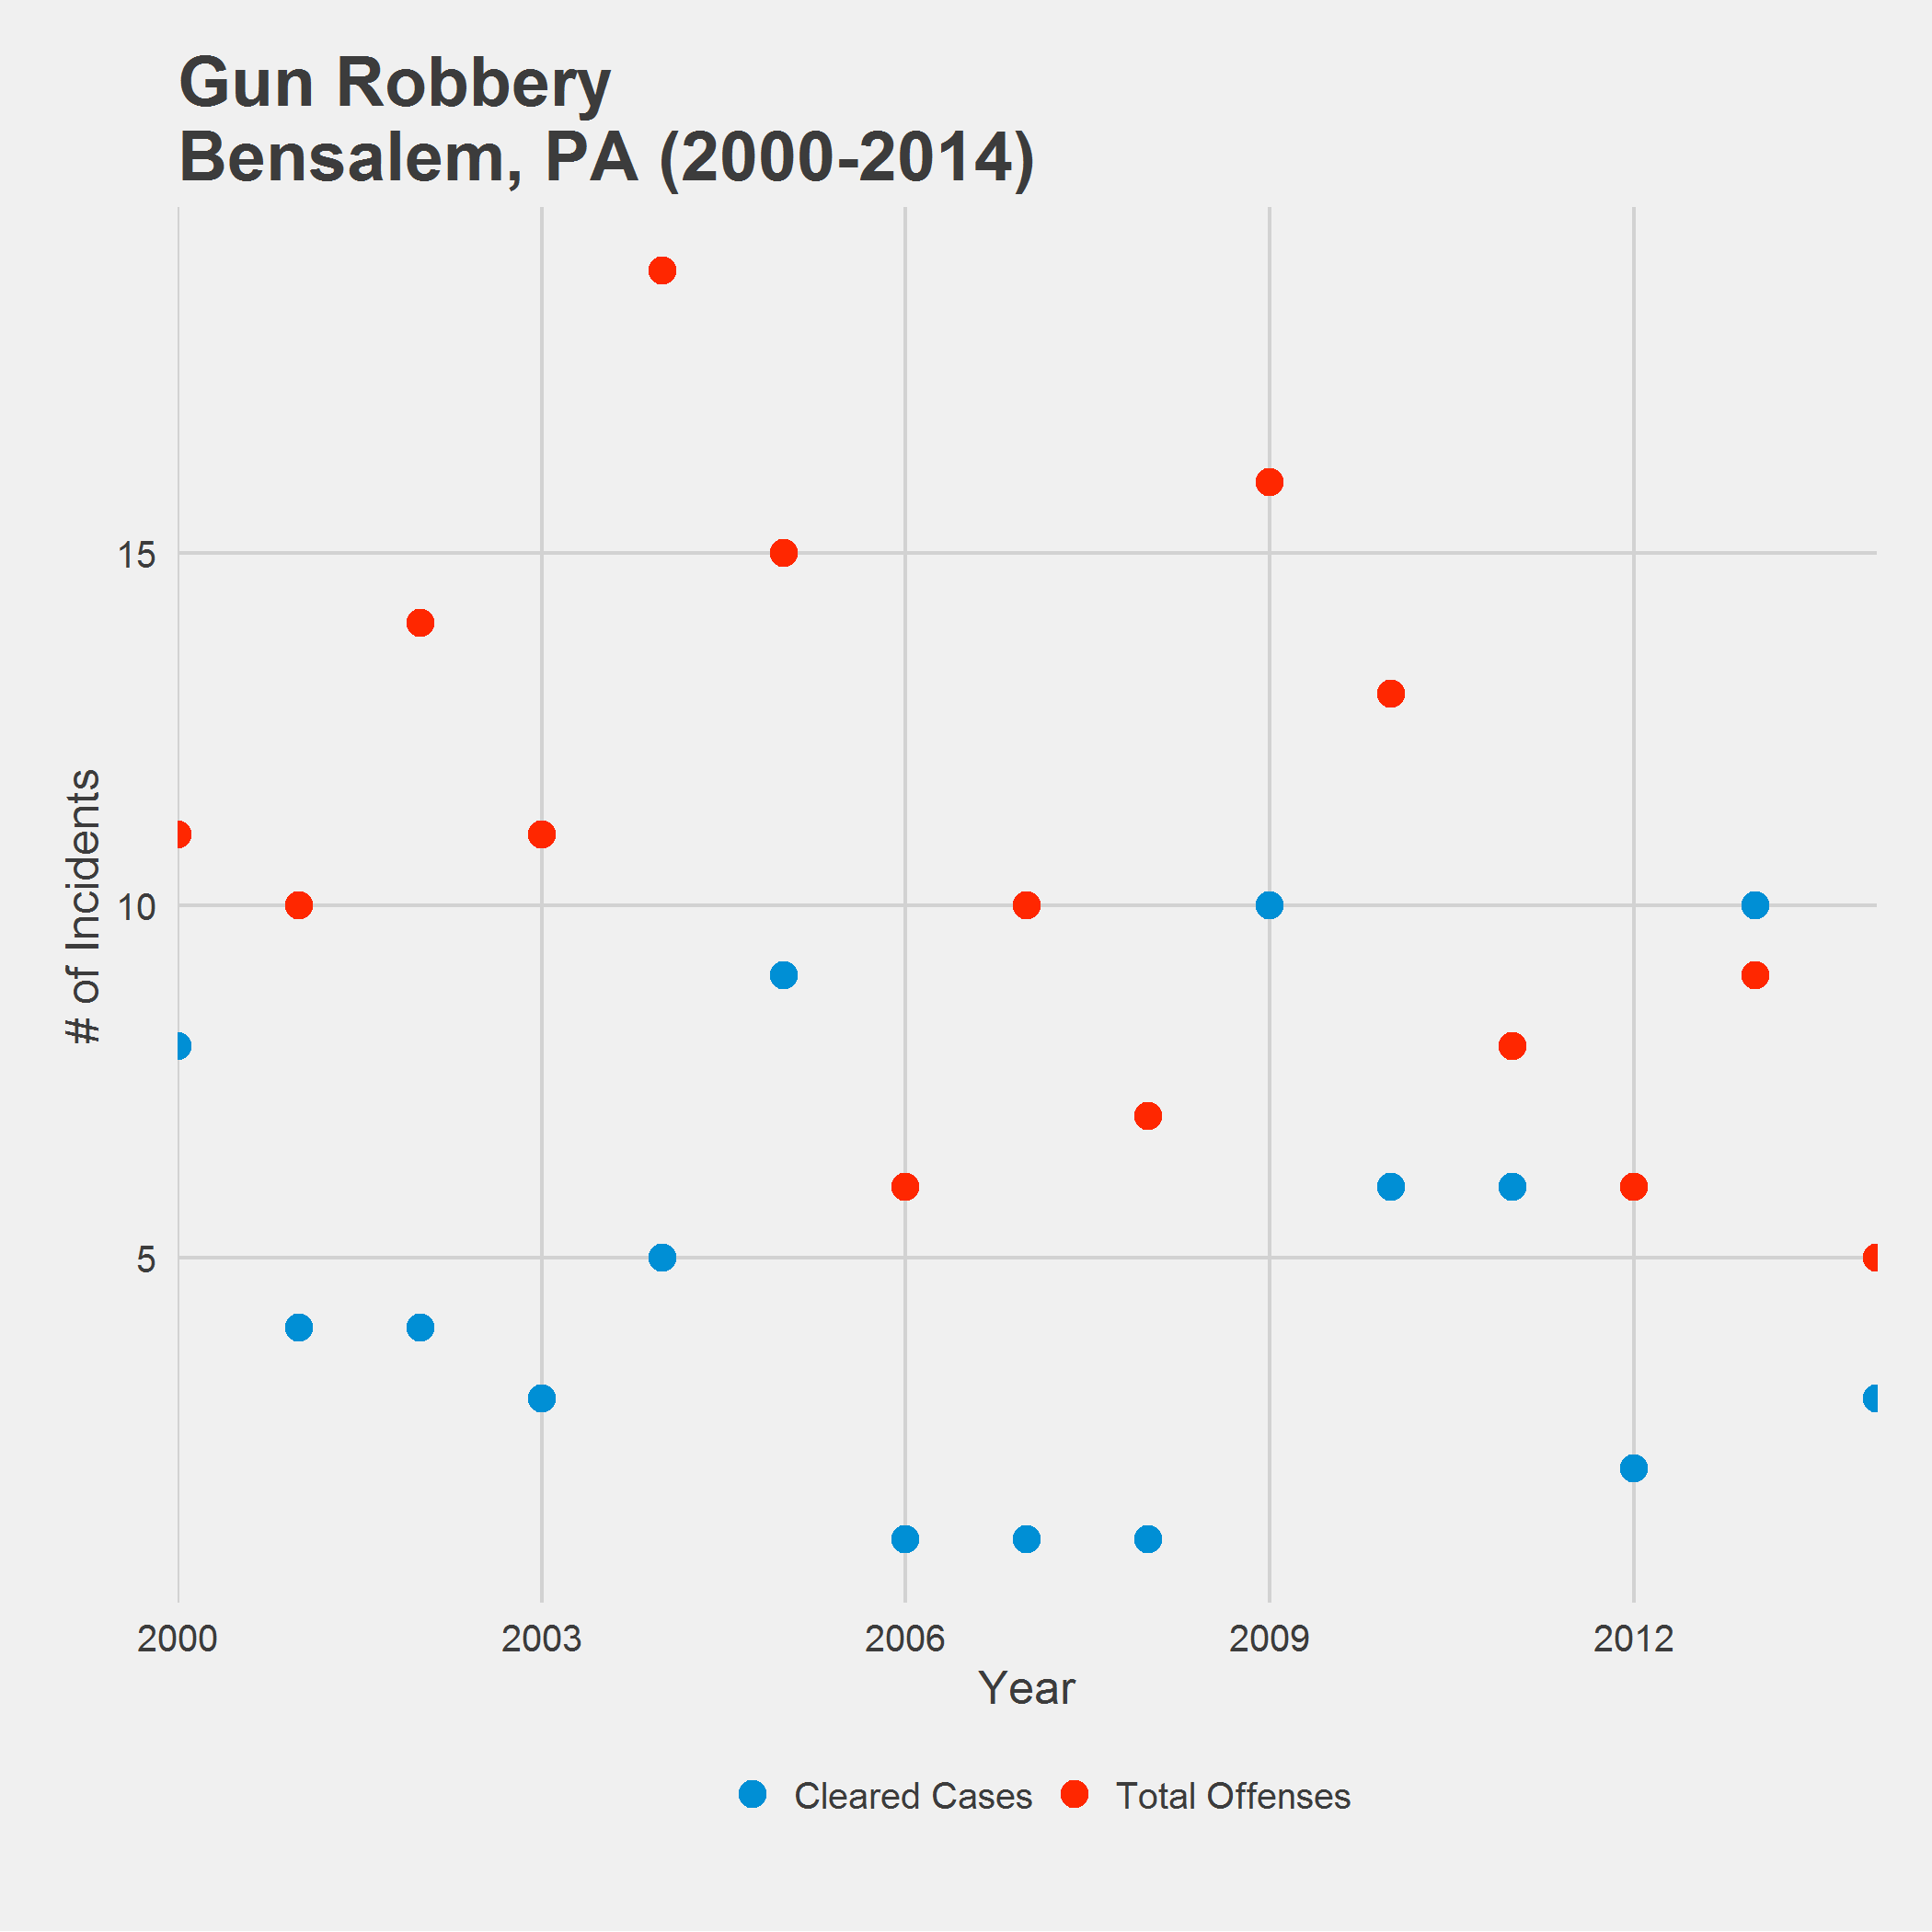 Gun Robbery
Bensalem, PA (2000-2014)
# of Incidents
15
10
5
2000 2003 2006 2009 2012
Year
Cleared Cases Total Offenses